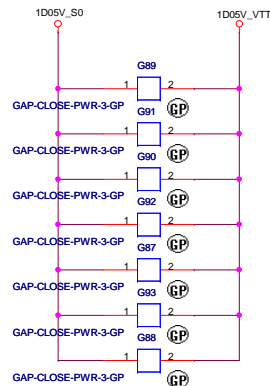 1D05V_S0 1D05V_VTT
G89
1 2
GAP-CLOSE-PWR-3-GP GP
G91
1 2
GAP-CLOSE-PWR-3-GP GP
G90
1 2
GAP-CLOSE-PWR-3-GP GP
G92
1 2
GAP-CLOSE-PWR-3-GP GP
G87
1 2
GAP-CLOSE-PWR-3-GP GP
G93
1 2
GAP-CLOSE-PWR-3-GP GP
G88
1 2
GAP-CLOSE-PWR-3-GP GP